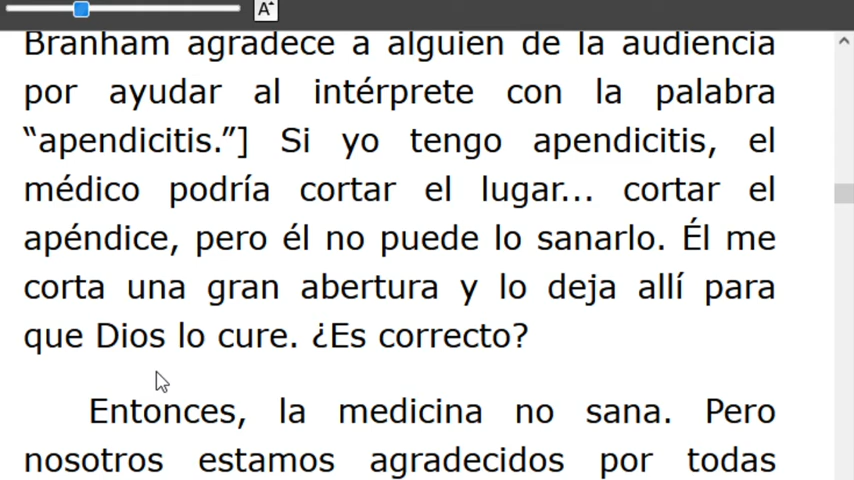 A
Branham agradece a alguien de la audiencia
por ayudar al intérprete con la palabra
“apendicitis.”] Si yo tengo apendicitis, el
médico podría cortar el lugar... cortar el
apéndice, pero él no puede lo sanarlo. Él me
corta una gran abertura y lo deja allí para
que Dios lo cure. ¿Es correcto?
Entonces, la medicina no sana. Pero
nosotros estamos agradecidos por todas